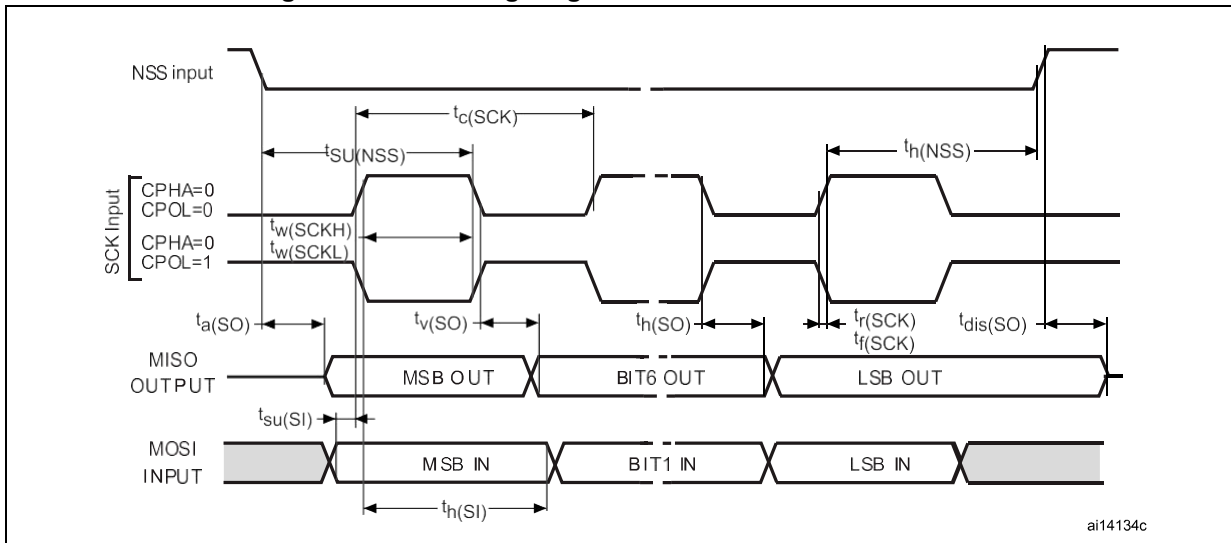 NSS input
tc(SCK)
tSU(NSS)
th(NSS)
SCK Input
CPHA=0
CPOL=0
tw(SCKH)
CPHA=0
tw(SCKL)
CPOL=1
ta(SO)
tv(SO)
th(SO)
tr(SCK)
tf(SCK)
tdis(SO)
MISO
OUTPUT
MSB OUT
BIT6 OUT
LSB OUT
tsu(SI)
MOSI
INPUT
MSB IN
BIT1 IN
LSB IN
th(SI)
ai14134c